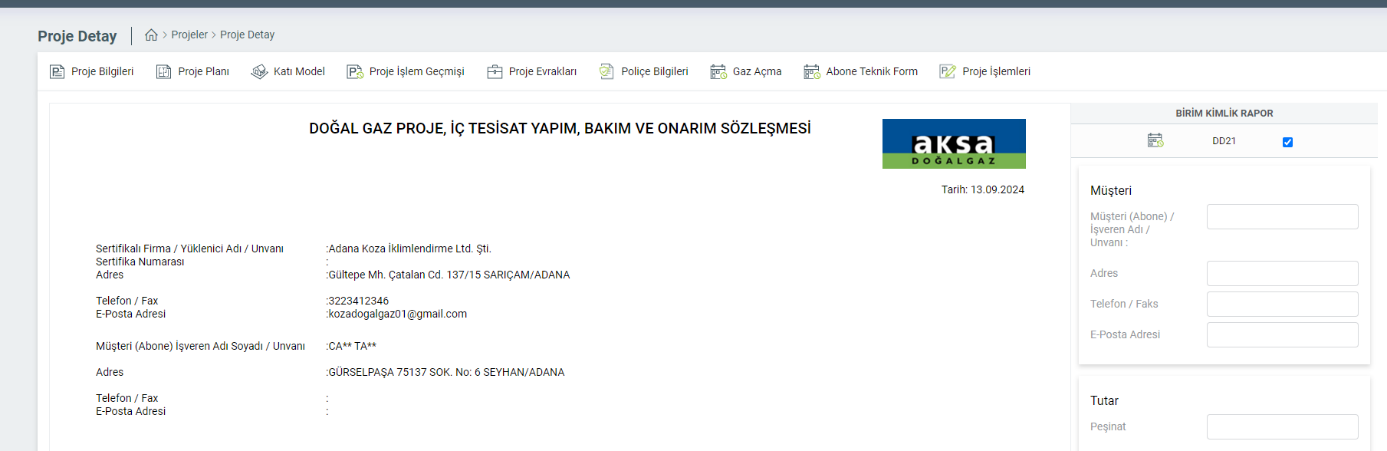 Proje Detay
Projeler > Proje Detay
Proje Bilgileri
Proje Planı
Katı Model
Proje İşlem Geçmişi
Proje Evrakları
Poliçe Bilgileri
Gaz Açma
Abone Teknik Form
Proje İşlemleri
DOĞAL GAZ PROJE, İÇ TESİSAT YAPIM, BAKIM VE ONARIM SÖZLEŞMESİ
aksa
DOĞALGAZ
Tarih: 13.09.2024
Sertifikalı Firma / Yüklenici Adı / Unvanı :Adana Koza İklimlendirme Ltd. Şti.
Sertifika Numarası :
Adres :Gültepe Mh. Çatalan Cd. 137/15 SARIÇAM/ADANA
Telefon / Fax :3223412346
E-Posta Adresi :kozadogalgaz01@gmail.com
Müşteri (Abone) İşveren Adı Soyadı / Unvanı :CA** TA**
Adres :GÜRSELPAŞA 75137 SOK. No: 6 SEYHAN/ADANA
Telefon / Fax :
E-Posta Adresi :
BİRİM KİMLİK RAPOR
DD21
Müşteri
Müşteri (Abone) /
İşveren Adı /
Unvanı :
Adres
Telefon / Faks
E-Posta Adresi
Tutar
Peşinat